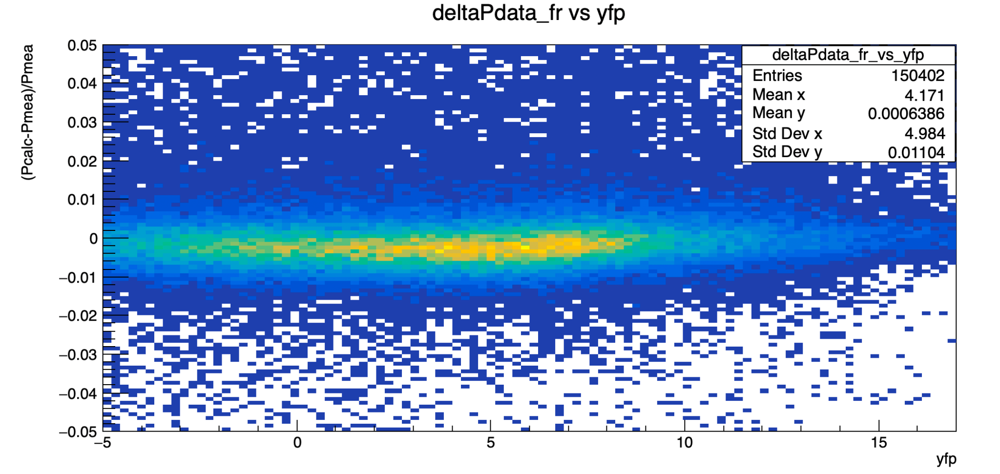 deltaPdata_fr vs yfp
(Pcalc-Pmea)/Pmea
0.05
0.04
0.03
0.02
0.01
0
−0.01
−0.02
−0.03
−0.04
−0.05
deltaPdata_fr_vs_yfp
Entries 150402
Mean x 4.171
Mean y 0.0006386
Std Dev x 4.984
Std Dev y 0.01104
−5 0 5 10 15
yfp